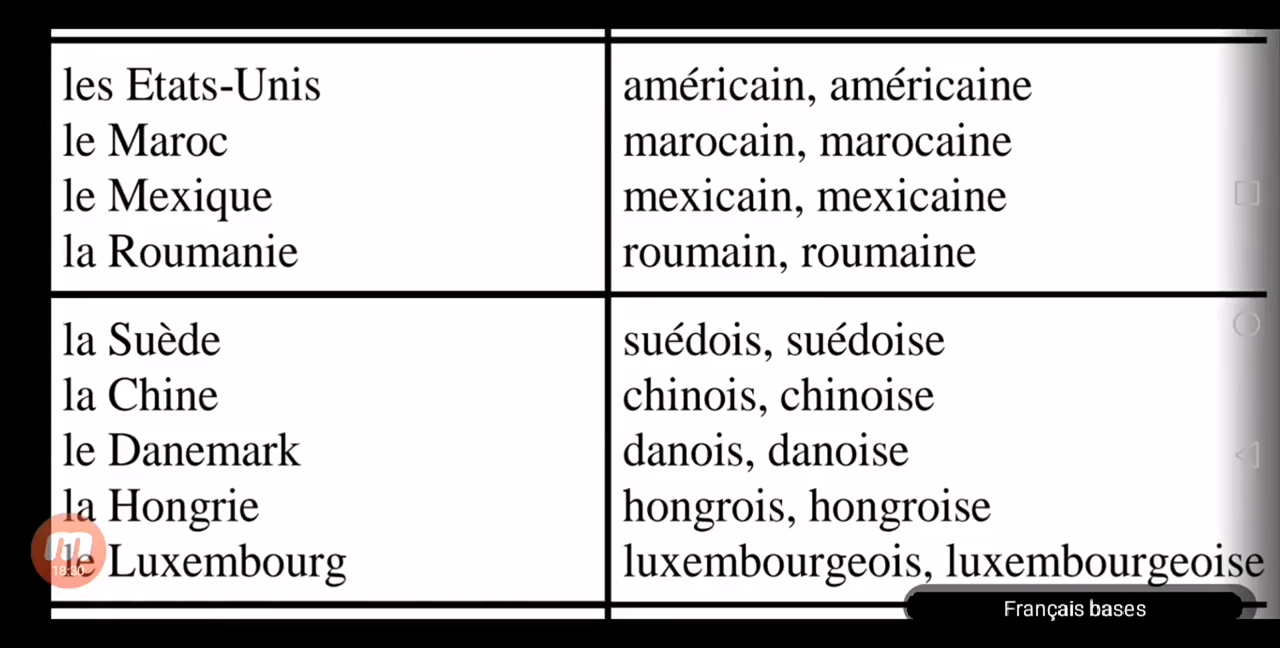 les Etats-Unis américain, américaine
le Maroc marocain, marocaine
le Mexique mexicain, mexicaine
la Roumanie roumain, roumaine
la Suède suédois, suédoise
la Chine chinois, chinoise
le Danemark danois, danoise
la Hongrie hongrois, hongroise
le Luxembourg luxembourgeois, luxembourgeoise
18:30
Français bases